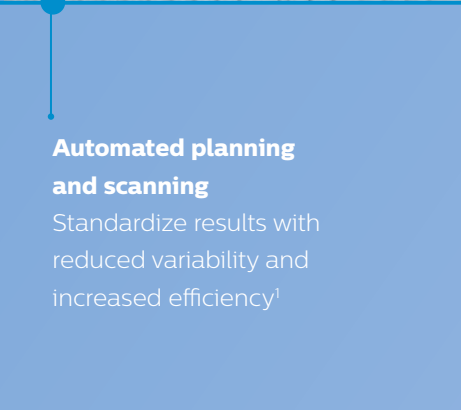 Automated planning
and scanning
Standardize results with
reduced variability and
increased efficiency¹